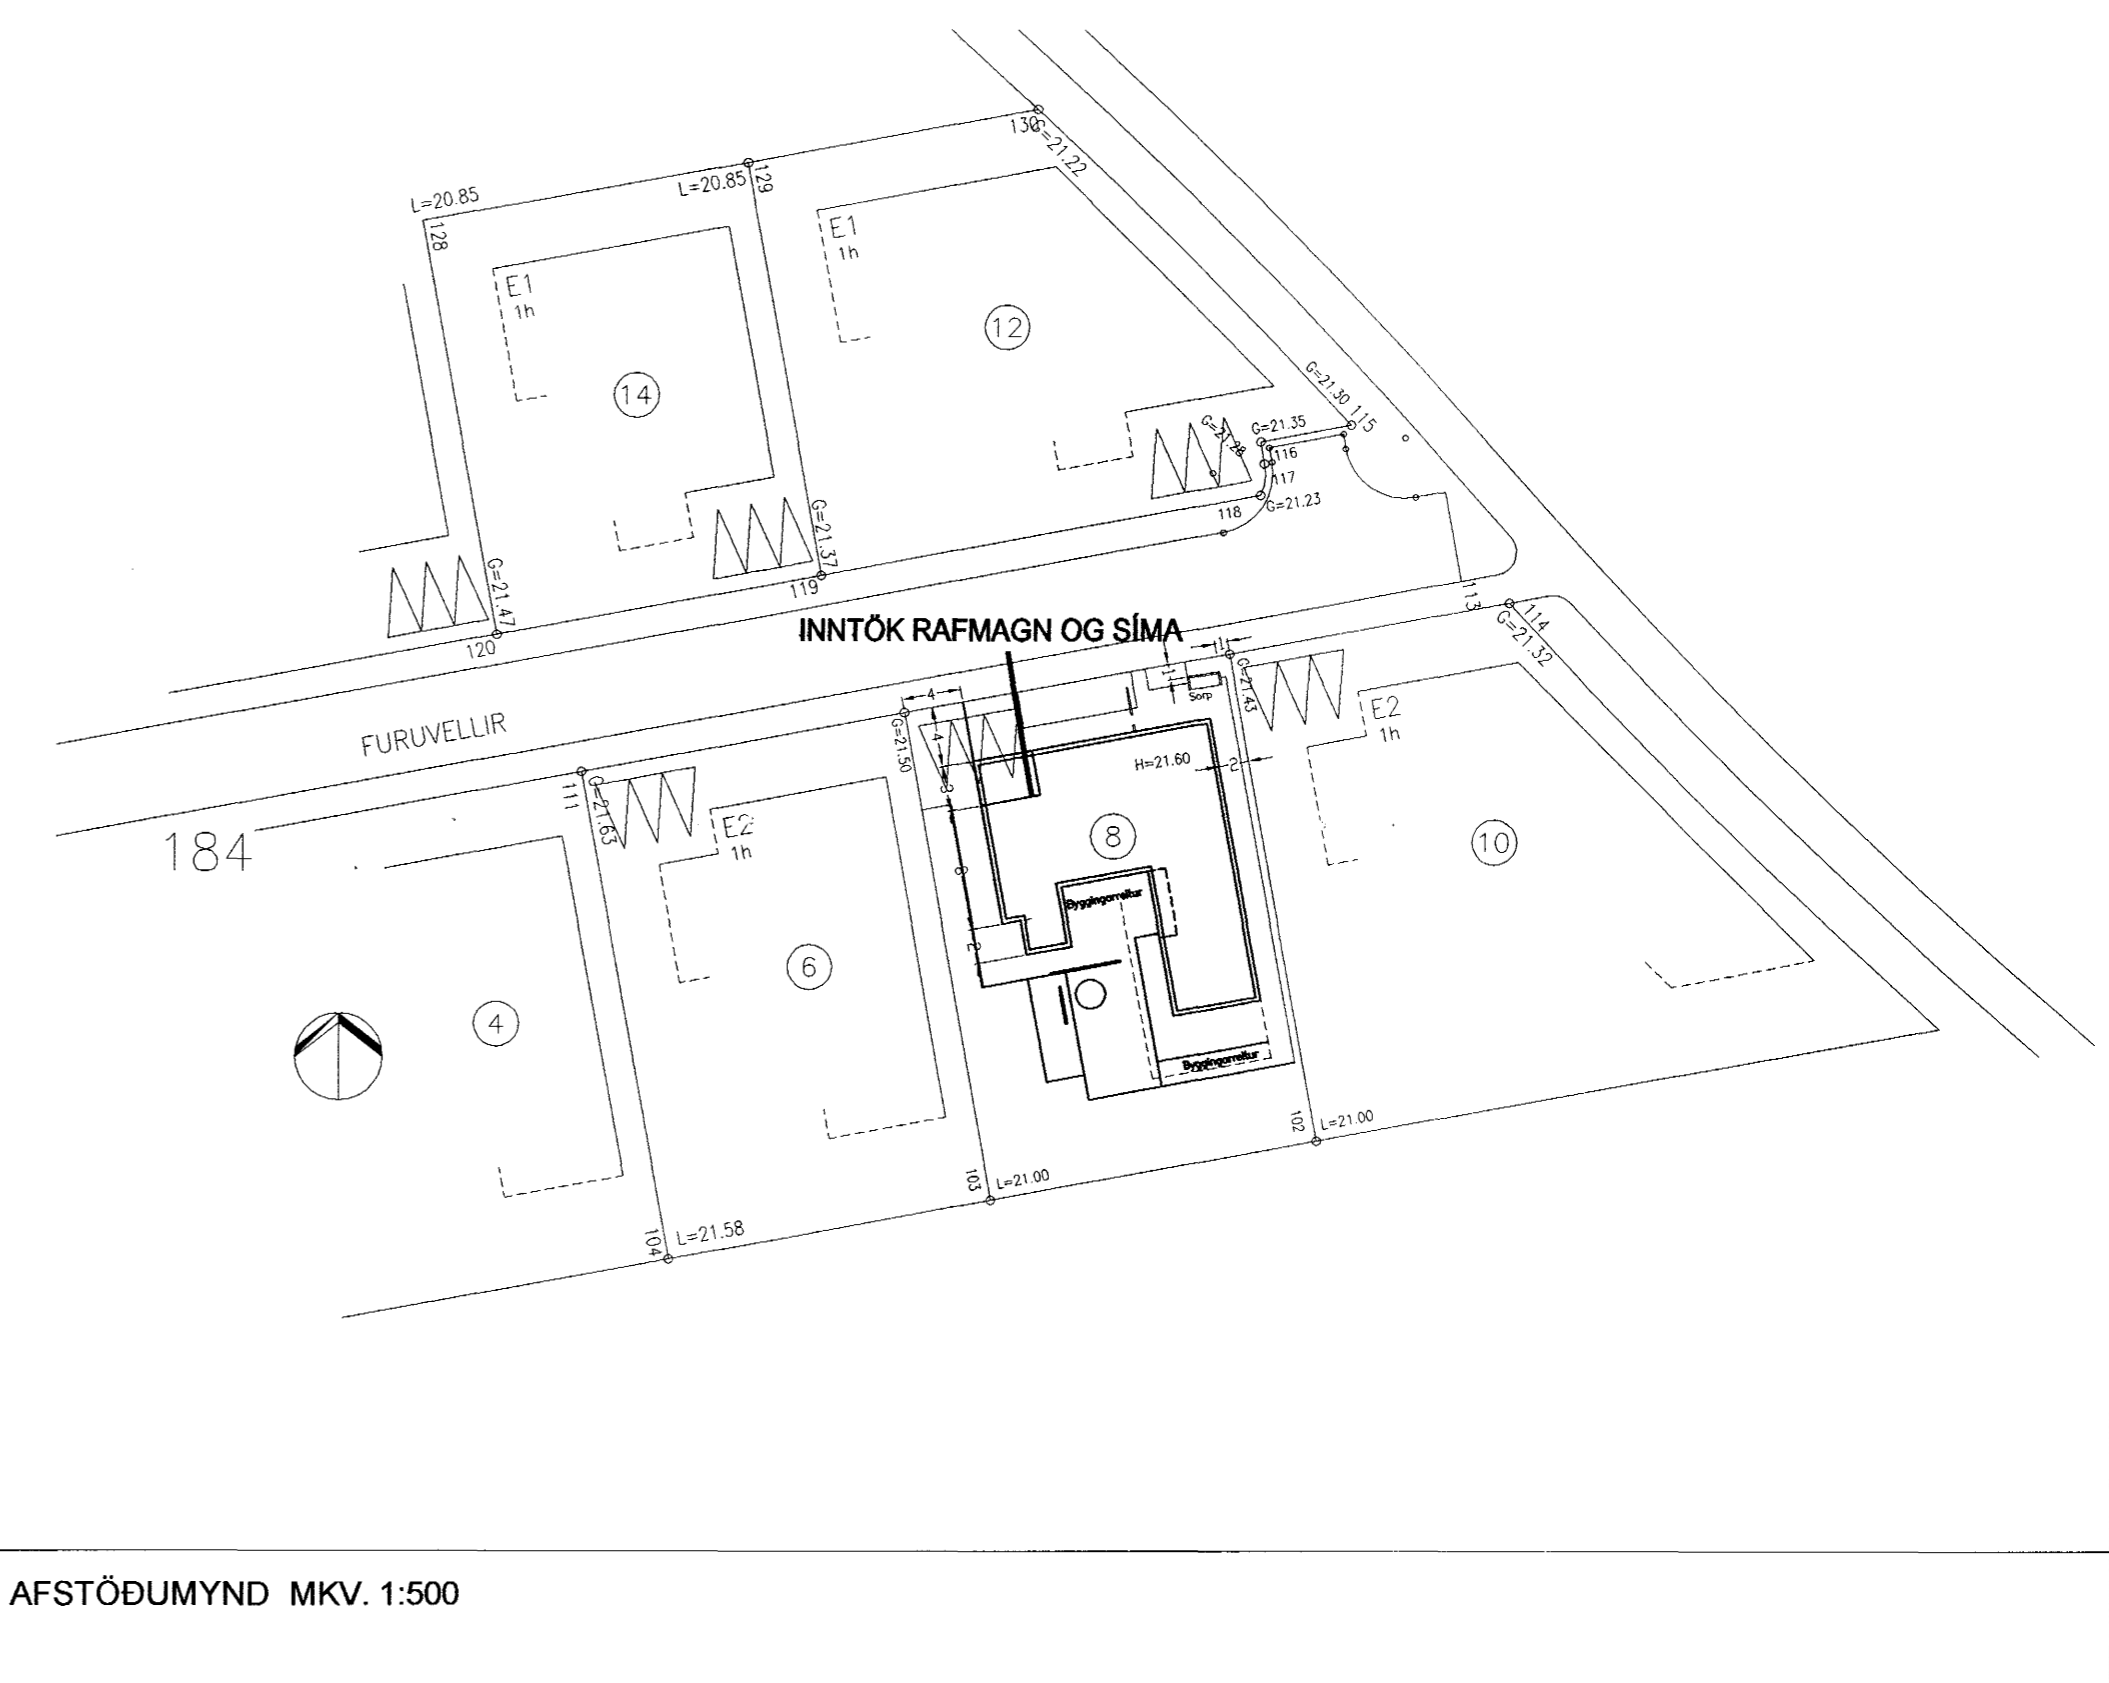 130
G=21.22
129
L=20.85
L=20.85
128
E1
1h
E1
1h
12
14
G=21.30
115
G=21.35
G=21.28
116
117
118
G=21.23
G=21.37
119
G=21.47
120
113
114
G=21.32
INNTÖK RAFMAGN OG SÍMA
1
1
Sorp
G=21.43
4
G=21.50
4
3
E2
1h
FURUVELLIR
H=21.60
2
111
G=21.63
184
E2
1h
8
10
8
Byggingarreitur
2
6
4
Byggingarreitur
102
L=21.00
103
L=21.00
104
L=21.58
AFSTÖÐUMYND MKV. 1:500